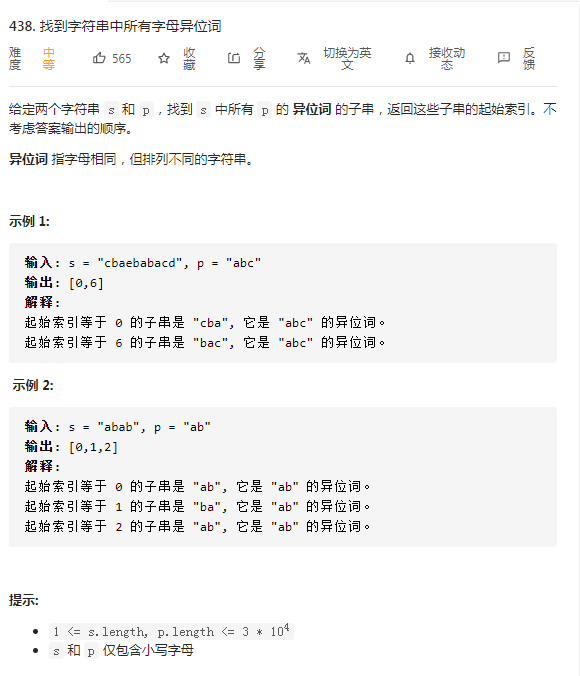 438. 找到字符串中所有字母异位词
难度 中等 565 收藏 分享 切换为英文 接收动态 反馈
给定两个字符串 s 和 p，找到 s 中所有 p 的 异位词 的子串，返回这些子串的起始索引。不
考虑答案输出的顺序。
异位词 指字母相同，但排列不同的字符串。
示例 1:
输入: s = "cbaebabacd", p = "abc"
输出: [0,6]
解释:
起始索引等于 0 的子串是 "cba", 它是 "abc" 的异位词。
起始索引等于 6 的子串是 "bac", 它是 "abc" 的异位词。
示例 2:
输入: s = "abab", p = "ab"
输出: [0,1,2]
解释:
起始索引等于 0 的子串是 "ab", 它是 "ab" 的异位词。
起始索引等于 1 的子串是 "ba", 它是 "ab" 的异位词。
起始索引等于 2 的子串是 "ab", 它是 "ab" 的异位词。
提示:
• 1 <= s.length, p.length <= 3 * 10⁴
• s 和 p 仅包含小写字母